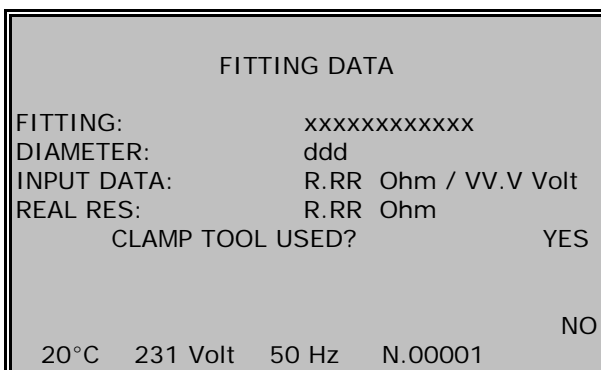 FITTING DATA
FITTING: xxxxxxxxxxxx
DIAMETER: ddd
INPUT DATA: R.RR Ohm / VV.V Volt
REAL RES: R.RR Ohm
CLAMP TOOL USED? YES
NO
20°C 231 Volt 50 Hz N.00001